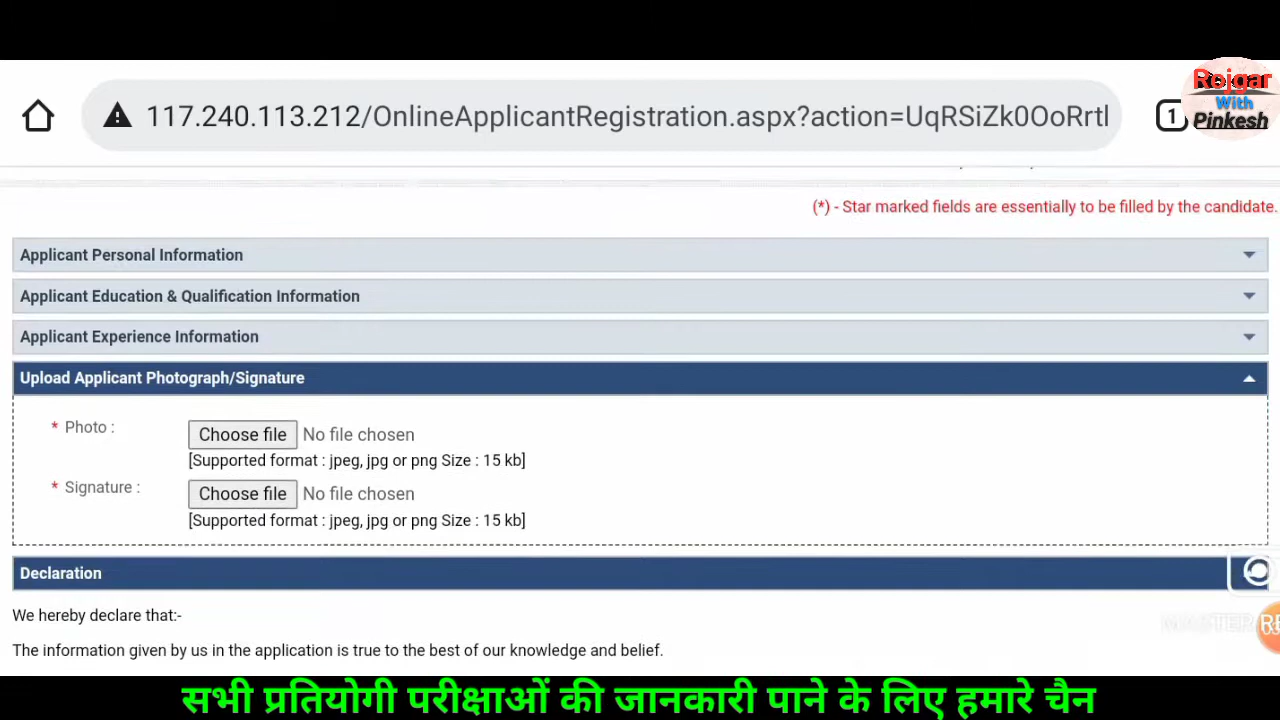 Rojgar
With
Pinkesh
117.240.113.212/OnlineApplicantRegistration.aspx?action=UqRSiZk0OoRrtl
1
(*) - Star marked fields are essentially to be filled by the candidate.
Applicant Personal Information
Applicant Education & Qualification Information
Applicant Experience Information
Upload Applicant Photograph/Signature
* Photo : Choose file No file chosen
[Supported format : jpeg, jpg or png Size : 15 kb]
* Signature : Choose file No file chosen
[Supported format : jpeg, jpg or png Size : 15 kb]
Declaration
We hereby declare that:-
The information given by us in the application is true to the best of our knowledge and belief.
सभी प्रतियोगी परीक्षाओं की जानकारी पाने के लिए हमारे चैन